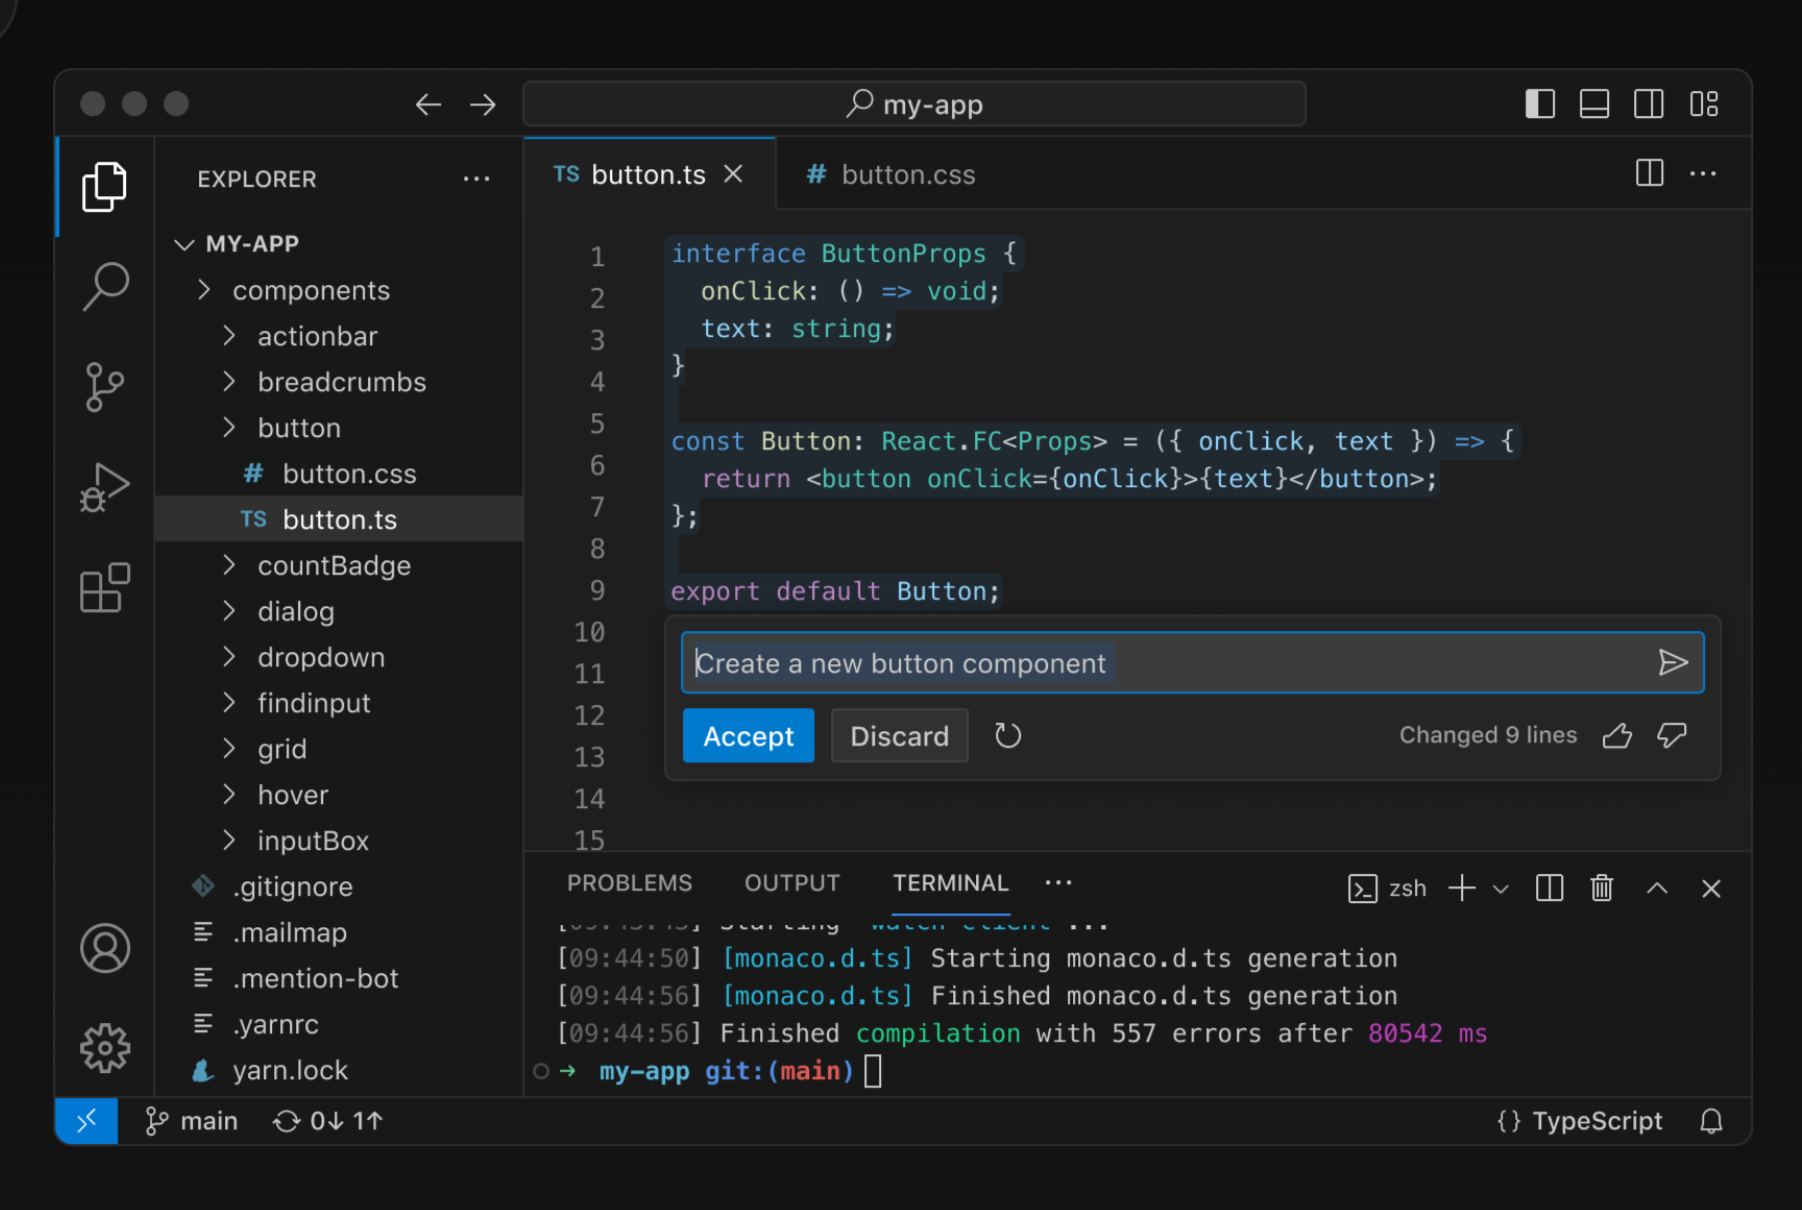 my-app
EXPLORER ...
MY-APP
components
actionbar
breadcrumbs
button
# button.css
TS button.ts
countBadge
dialog
dropdown
findinput
grid
hover
inputBox
.gitignore
.mailmap
.mention-bot
.yarnrc
yarn.lock
TS button.ts
# button.css
1 interface ButtonProps {
2   onClick: () => void;
3   text: string;
4 }
5
6 const Button: React.FC<Props> = ({ onClick, text }) => {
7   return <button onClick={onClick}>{text}</button>;
8 };
9 export default Button;
10
11
12
13
14
15
Create a new button component
Accept Discard Changed 9 lines
PROBLEMS OUTPUT TERMINAL ... zsh
Starting watch-client ...
[09:44:50] [monaco.d.ts] Starting monaco.d.ts generation
[09:44:56] [monaco.d.ts] Finished monaco.d.ts generation
[09:44:56] Finished compilation with 557 errors after 80542 ms
→ my-app git:(main)
main 0↓ 1↑ {} TypeScript